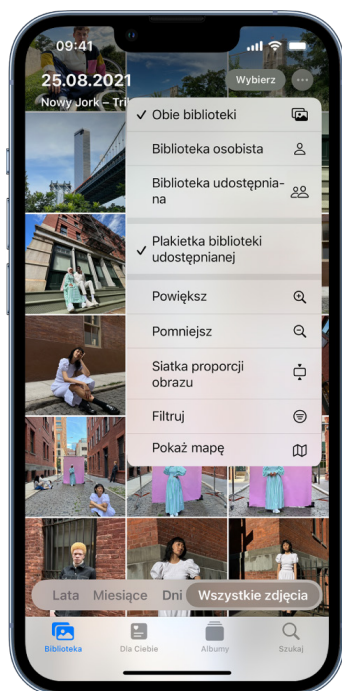 09:41
25.08.2021
Wybierz
Nowy Jork – Tri
Obie biblioteki
Biblioteka osobista
Biblioteka udostępnia-
na
Plakietka biblioteki
udostępnianej
Powiększ
Pomniejsz
Siatka proporcji
obrazu
Filtruj
Pokaż mapę
Lata Miesiące Dni Wszystkie zdjęcia
Biblioteka Dla Ciebie Albumy Szukaj